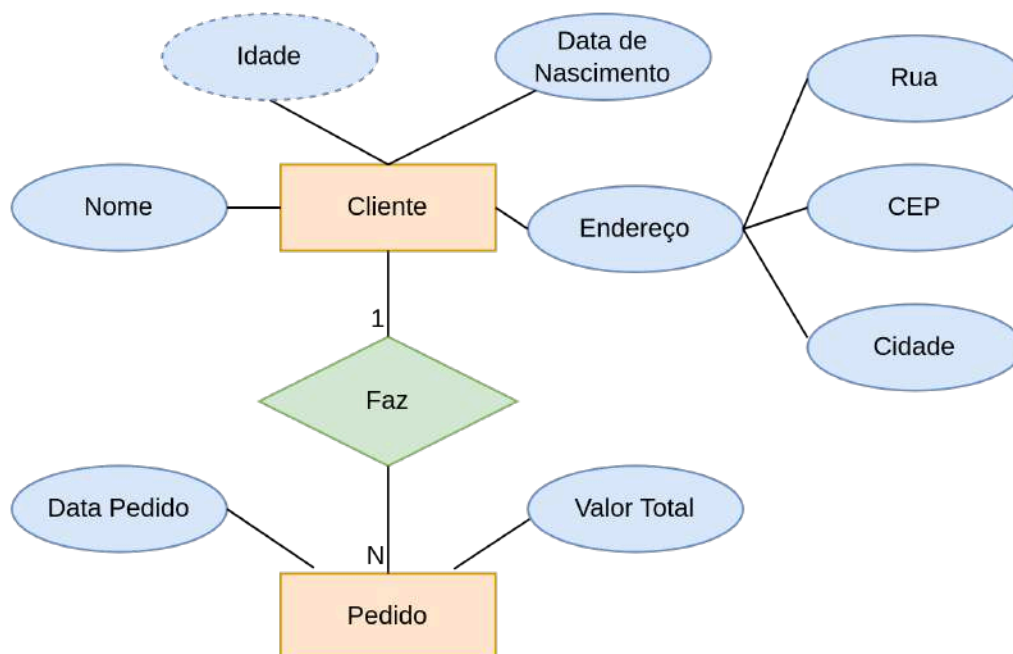 Idade
Data de
Nascimento
Rua
Nome
Cliente
Endereço
CEP
1
Cidade
Faz
Data Pedido
Valor Total
N
Pedido